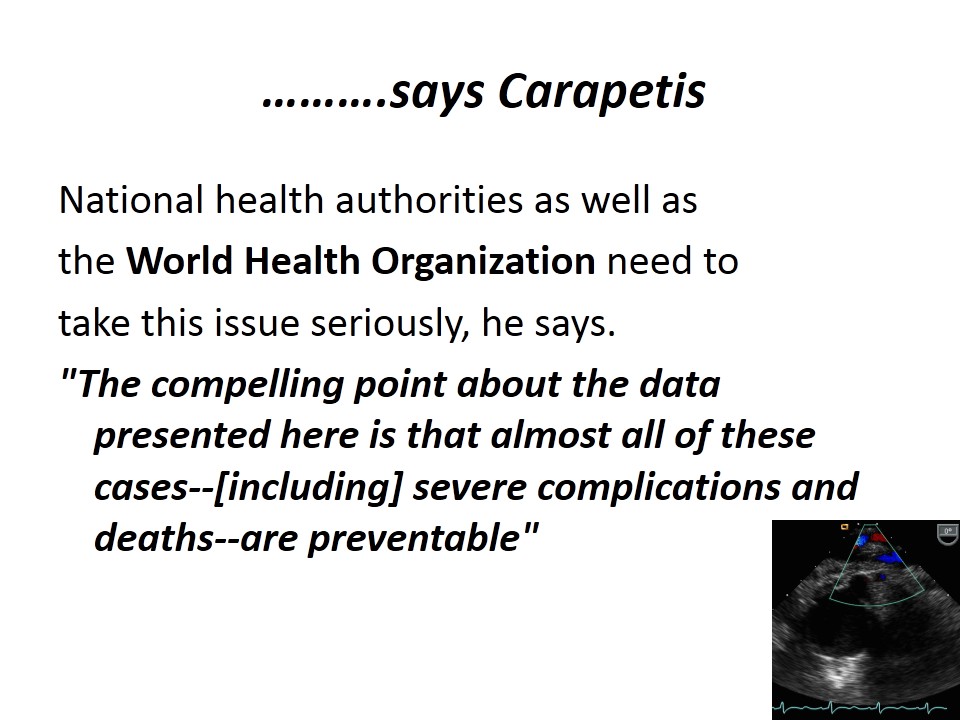 ……….says Carapetis
National health authorities as well as
the World Health Organization need to
take this issue seriously, he says.
"The compelling point about the data
presented here is that almost all of these
cases--[including] severe complications and
deaths--are preventable"
0°